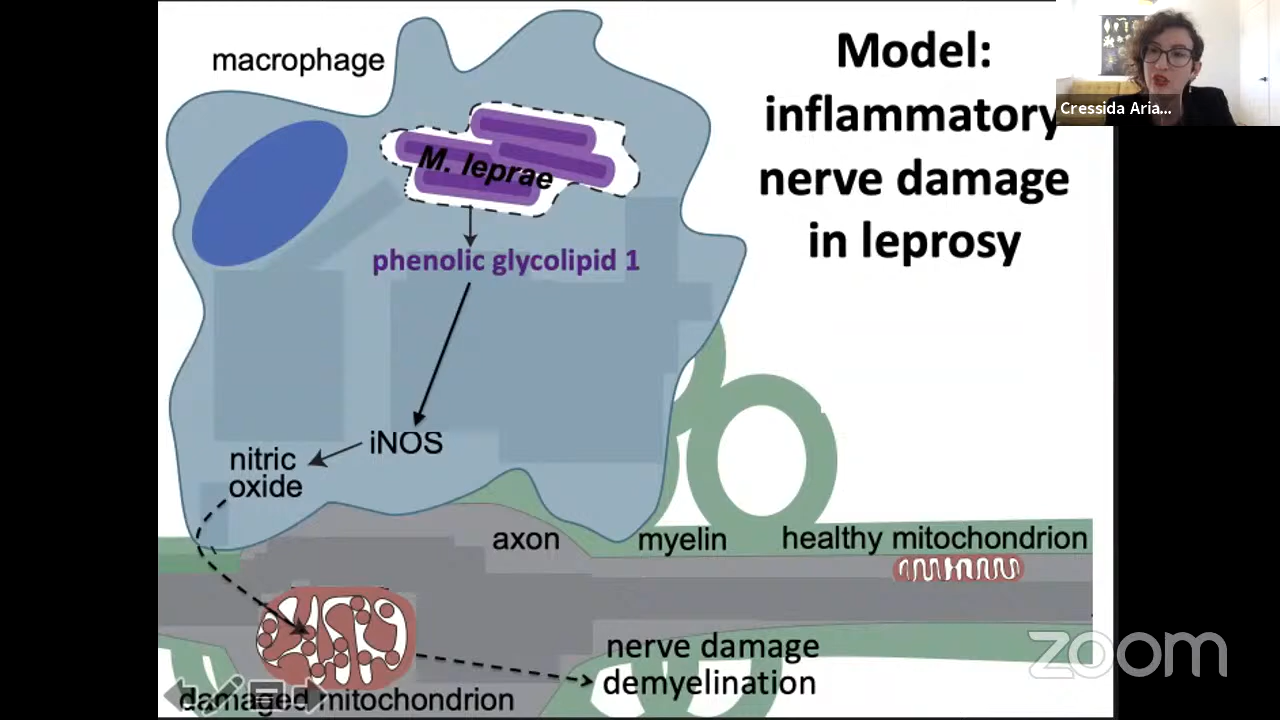 macrophage
Model:
inflammatory
nerve damage
in leprosy
Cressida Aria...
M. leprae
phenolic glycolipid 1
iNOS
nitric
oxide
axon
myelin
healthy mitochondrion
nerve damage
demyelination
damaged mitochondrion
zoom